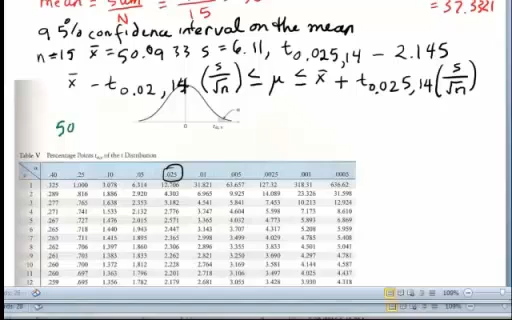 mean = sum/N
15
= 37.3321
95% confidence interval on the mean
n=15 x̄ = 50.0933 s = 6.11, t0.025,14 - 2.145
x̄ - t0.02,14 (s/√n) ≤ μ ≤ x̄ + t0.025,14 (s/√n)
50
Table V Percentage Points of the t Distribution
.40 .25 .10 .05 .025 .01 .005 .0025 .001 .0005
1 .325 1.000 3.078 6.314 12.706 31.821 63.657 127.32 318.31 636.62
2 .289 .816 1.886 2.920 4.303 6.965 9.925 14.089 23.326 31.598
3 .277 .765 1.638 2.353 3.182 4.541 5.841 7.453 10.213 12.924
4 .271 .741 1.533 2.132 2.776 3.747 4.604 5.598 7.173 8.610
5 .267 .727 1.476 2.015 2.571 3.365 4.032 4.773 5.893 6.869
6 .265 .718 1.440 1.943 2.447 3.143 3.707 4.317 5.208 5.959
7 .263 .711 1.415 1.895 2.365 2.998 3.499 4.029 4.785 5.408
8 .262 .706 1.397 1.860 2.306 2.896 3.355 3.833 4.501 5.041
9 .261 .703 1.383 1.833 2.262 2.821 3.250 3.690 4.297 4.781
10 .260 .700 1.372 1.812 2.228 2.764 3.169 3.581 4.144 4.587
11 .260 .697 1.363 1.796 2.201 2.718 3.106 3.497 4.025 4.437
12 .259 .695 1.356 1.782 2.179 2.681 3.055 3.428 3.930 4.318
100%
100%